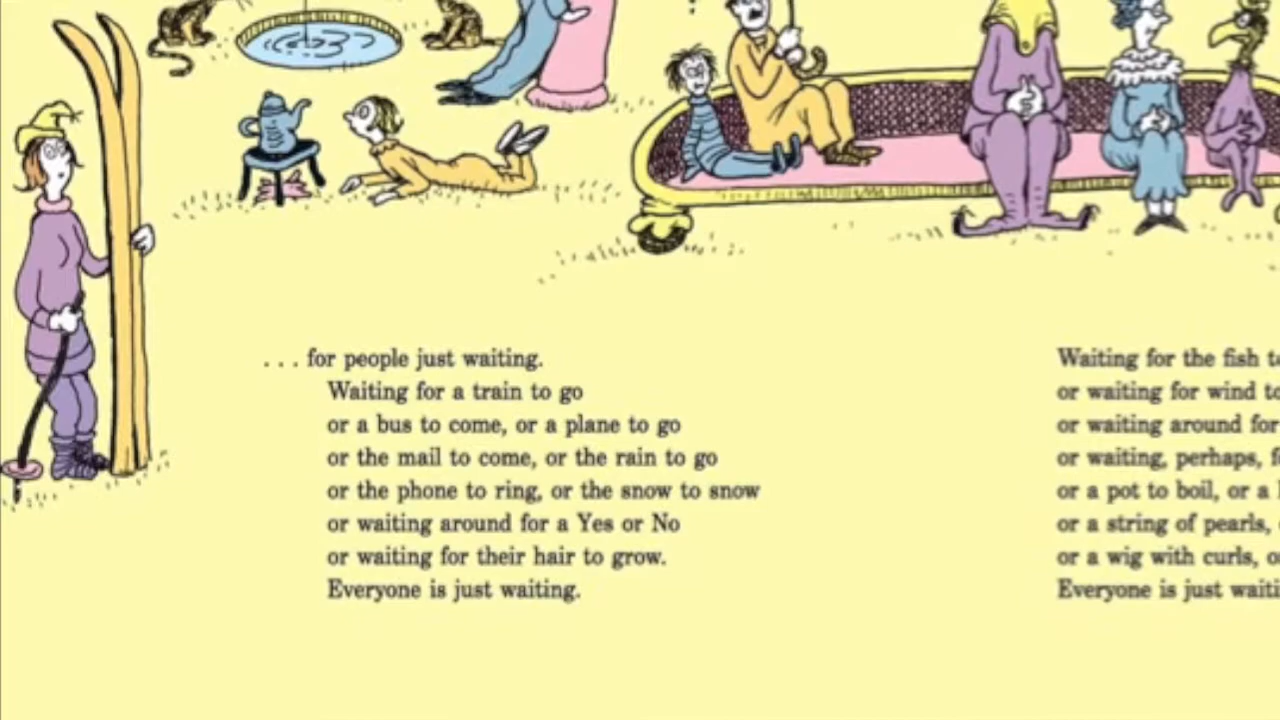 . . . for people just waiting.
Waiting for a train to go
or a bus to come, or a plane to go
or the mail to come, or the rain to go
or the phone to ring, or the snow to snow
or waiting around for a Yes or No
or waiting for their hair to grow.
Everyone is just waiting.
Waiting for the fish
or waiting for wind
or waiting around for
or waiting, perhaps,
or a pot to boil, or a
or a string of pearls,
or a wig with curls,
Everyone is just